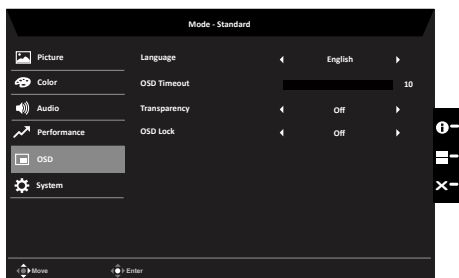 Mode - Standard
Picture
Language
English
Color
OSD Timeout
10
Audio
Transparency
Off
Performance
OSD Lock
Off
OSD
System
Move
Enter